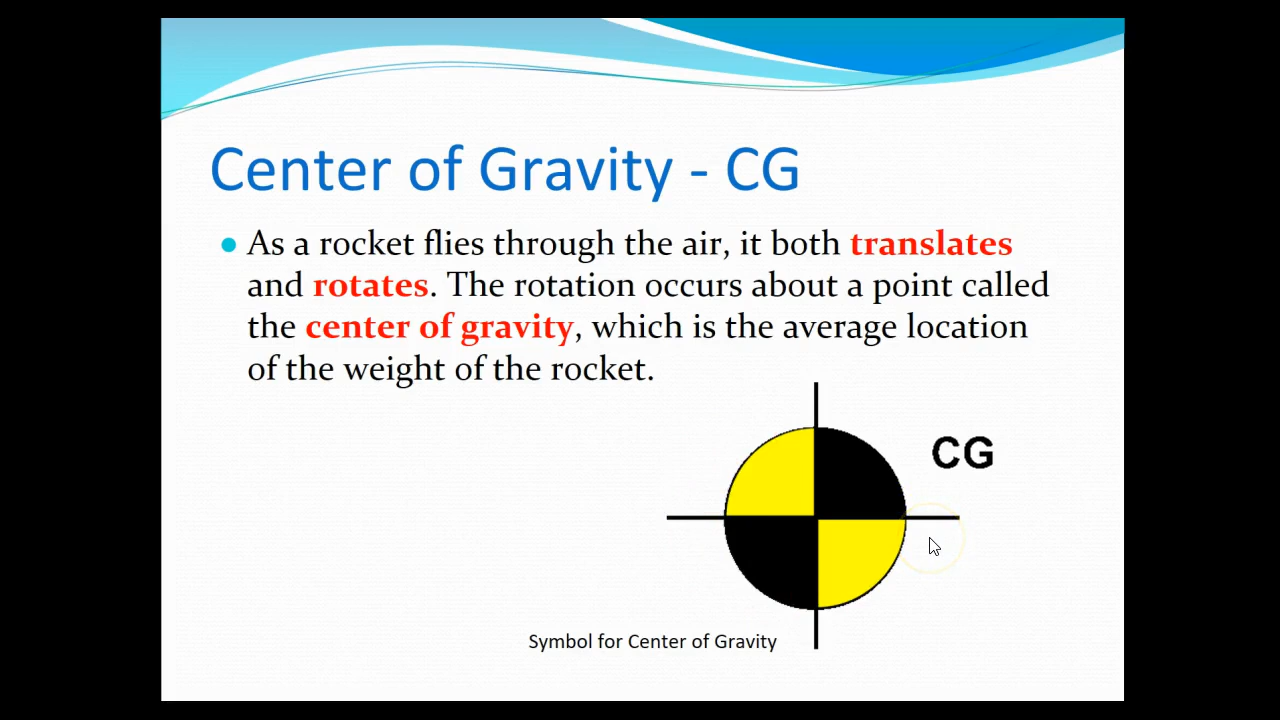 Center of Gravity - CG
As a rocket flies through the air, it both translates
and rotates. The rotation occurs about a point called
the center of gravity, which is the average location
of the weight of the rocket.
CG
Symbol for Center of Gravity